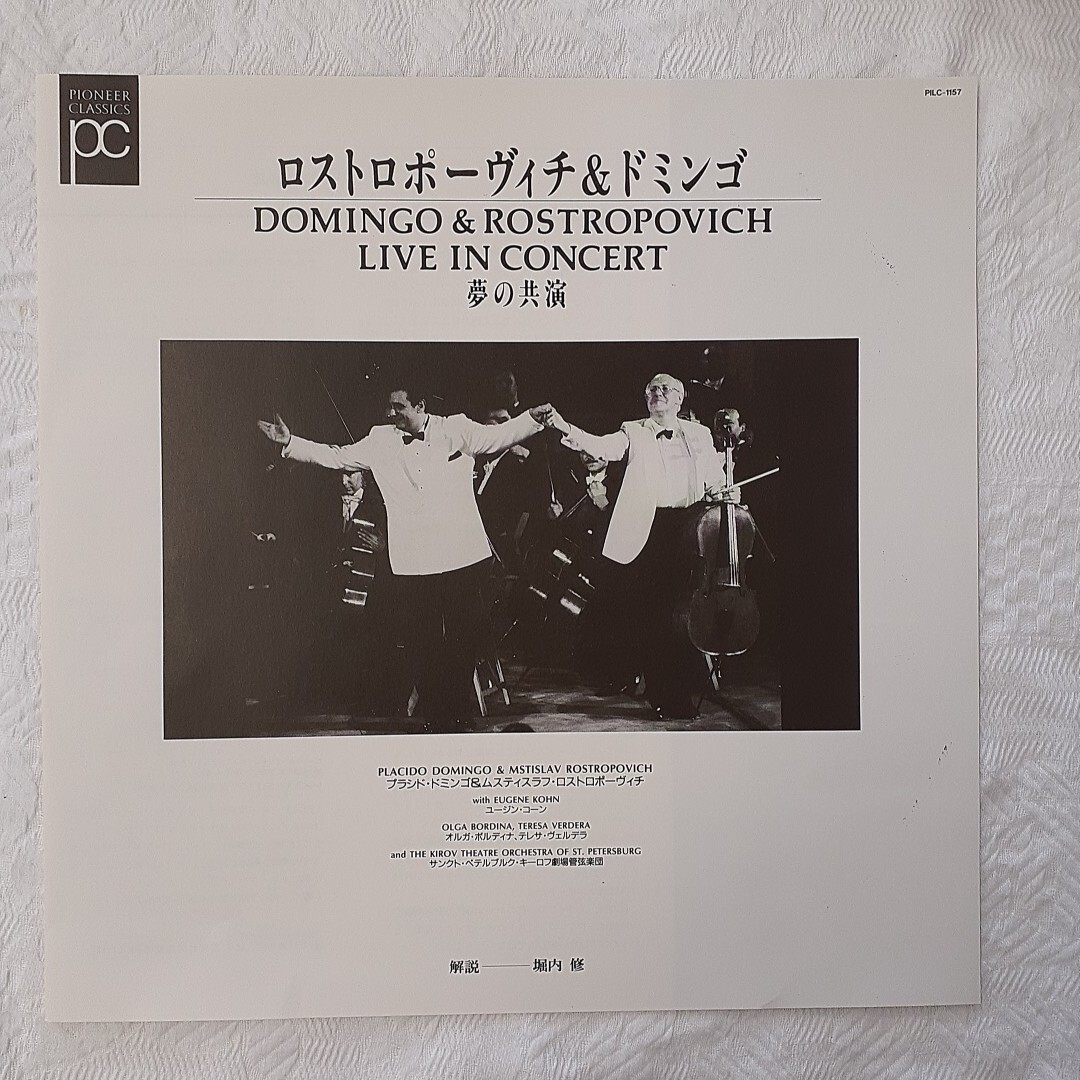 PIONEER
CLASSICS
pc
PILC-1157
ロストロポーヴィチ&ドミンゴ
DOMINGO & ROSTROPOVICH
LIVE IN CONCERT
夢の共演
PLACIDO DOMINGO & MSTISLAV ROSTROPOVICH
プラシド・ドミンゴ&ムスティスラフ・ロストロポーヴィチ
with EUGENE KOHN
ユージン・コーン
OLGA BORDINA, TERESA VERDERA
オルガ・ボルディナ、テレサ・ヴェルデラ
and THE KIROV THEATRE ORCHESTRA OF ST. PETERSBURG
サンクト・ペテルブルク・キーロフ劇場管弦楽団
解説——堀内 修